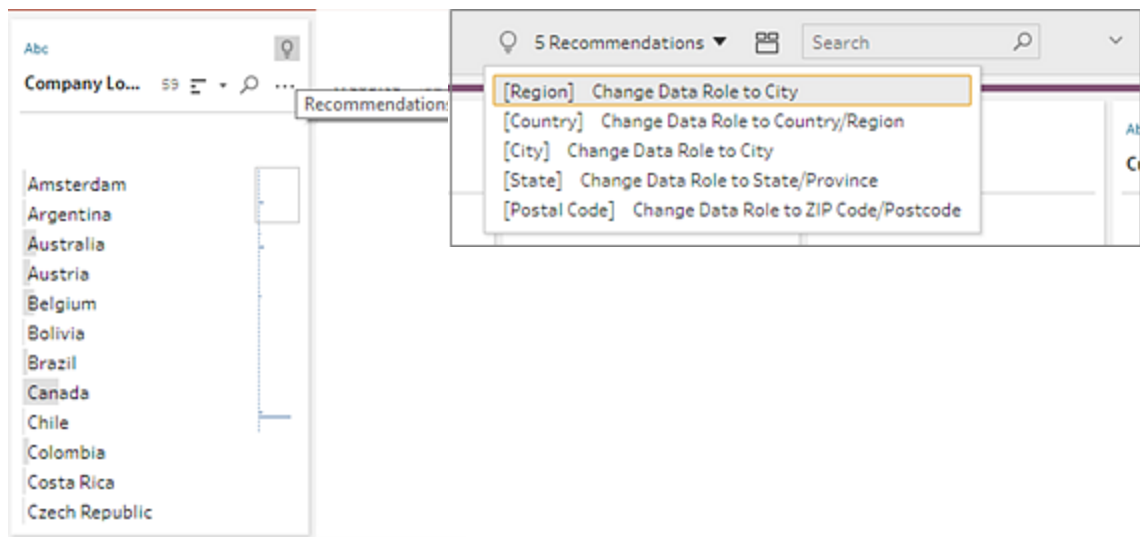 Abc
Company Lo... 59 ...
Recommendation
Amsterdam
Argentina
Australia
Austria
Belgium
Bolivia
Brazil
Canada
Chile
Colombia
Costa Rica
Czech Republic
5 Recommendations
Search
[Region] Change Data Role to City
[Country] Change Data Role to Country/Region
[City] Change Data Role to City
[State] Change Data Role to State/Province
[Postal Code] Change Data Role to ZIP Code/Postcode